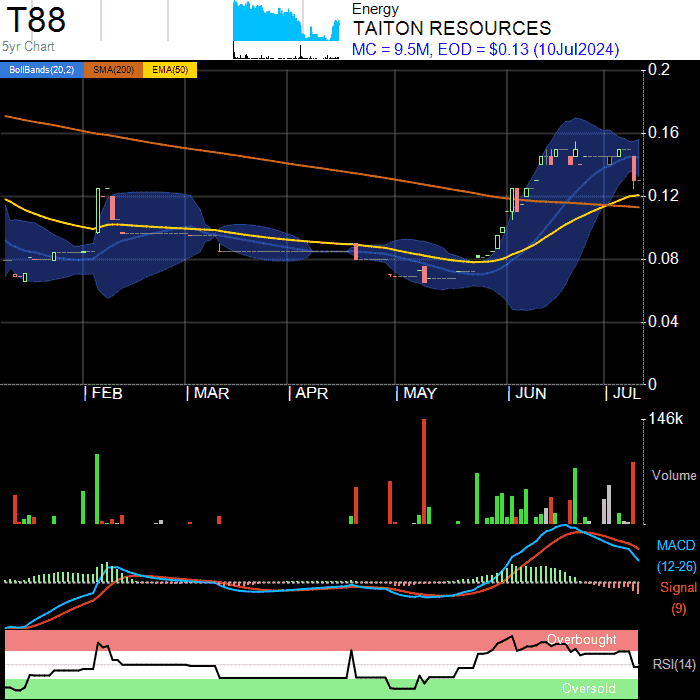 T88
5yr Chart
Energy
TAITON RESOURCES
MC = 9.5M, EOD = $0.13 (10Jul2024)
BollBands(20,2) SMA(200) EMA(50)
0.2
0.16
0.12
0.08
0.04
0
FEB MAR APR MAY JUN JUL
146k
Volume
MACD
(12-26)
Signal
(9)
Overbought
RSI(14)
Oversold